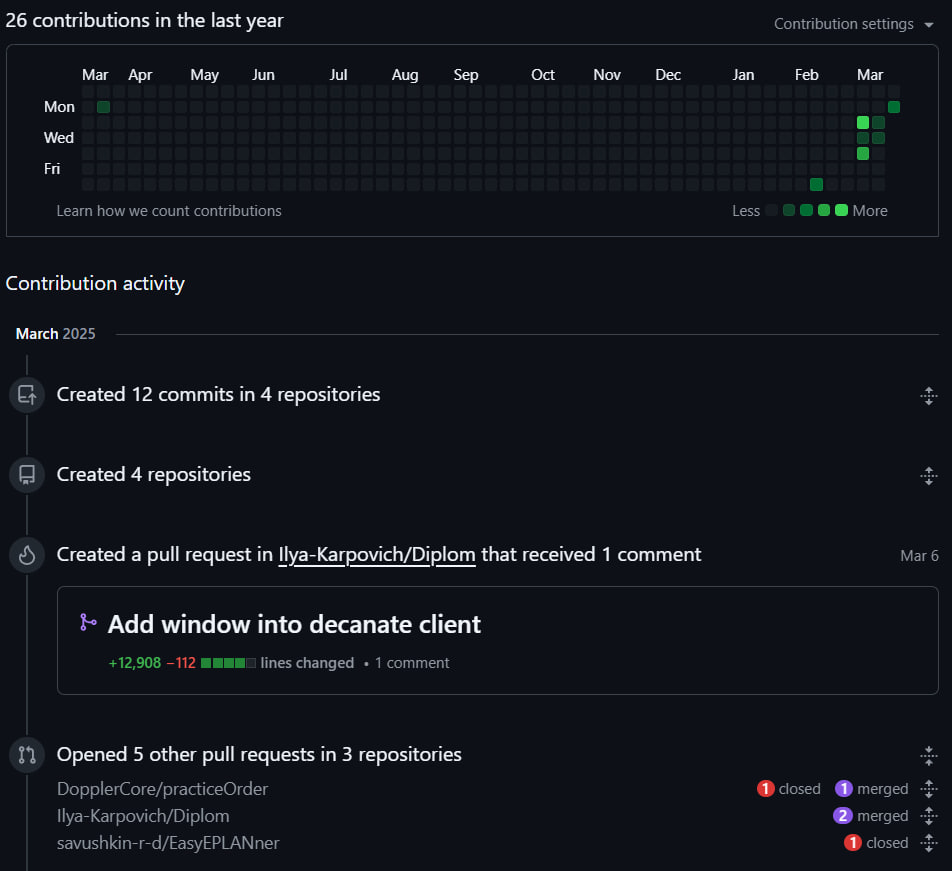 26 contributions in the last year
Contribution settings
Mar Apr May Jun Jul Aug Sep Oct Nov Dec Jan Feb Mar
Mon
Wed
Fri
Learn how we count contributions
Less More
Contribution activity
March 2025
Created 12 commits in 4 repositories
Created 4 repositories
Created a pull request in Ilya-Karpovich/Diplom that received 1 comment
Mar 6
Add window into decanate client
+12,908 −112 lines changed • 1 comment
Opened 5 other pull requests in 3 repositories
DopplerCore/practiceOrder 1 closed 1 merged
Ilya-Karpovich/Diplom 2 merged
savushkin-r-d/EasyEPLANner 1 closed